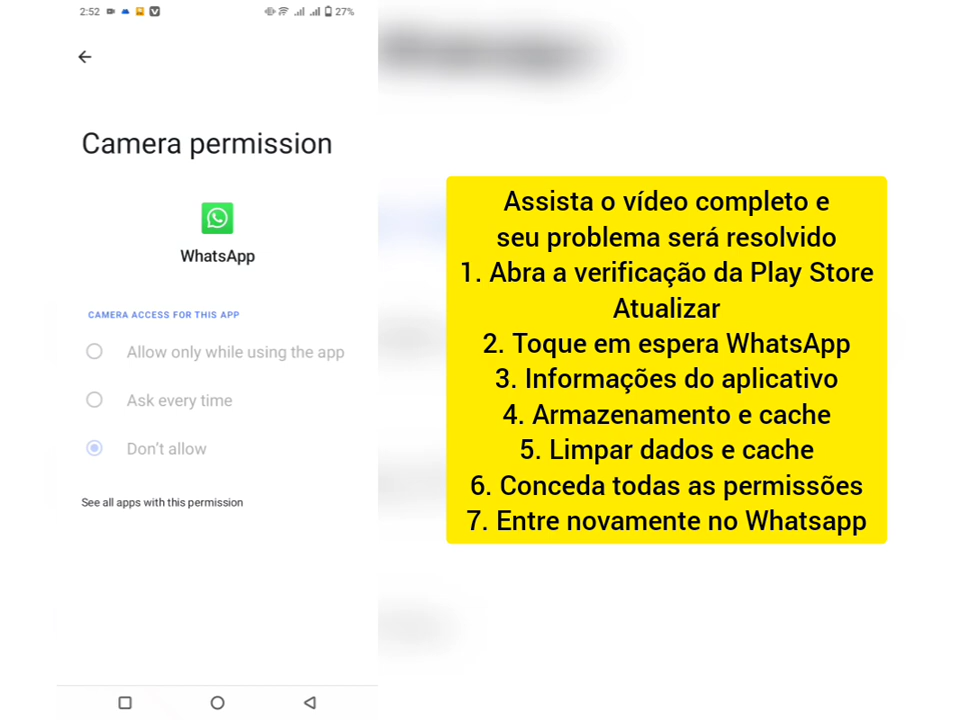 2:52
27%
Camera permission
WhatsApp
CAMERA ACCESS FOR THIS APP
Allow only while using the app
Ask every time
Don't allow
See all apps with this permission
Assista o vídeo completo e
seu problema será resolvido
1. Abra a verificação da Play Store
Atualizar
2. Toque em espera WhatsApp
3. Informações do aplicativo
4. Armazenamento e cache
5. Limpar dados e cache
6. Conceda todas as permissões
7. Entre novamente no Whatsapp